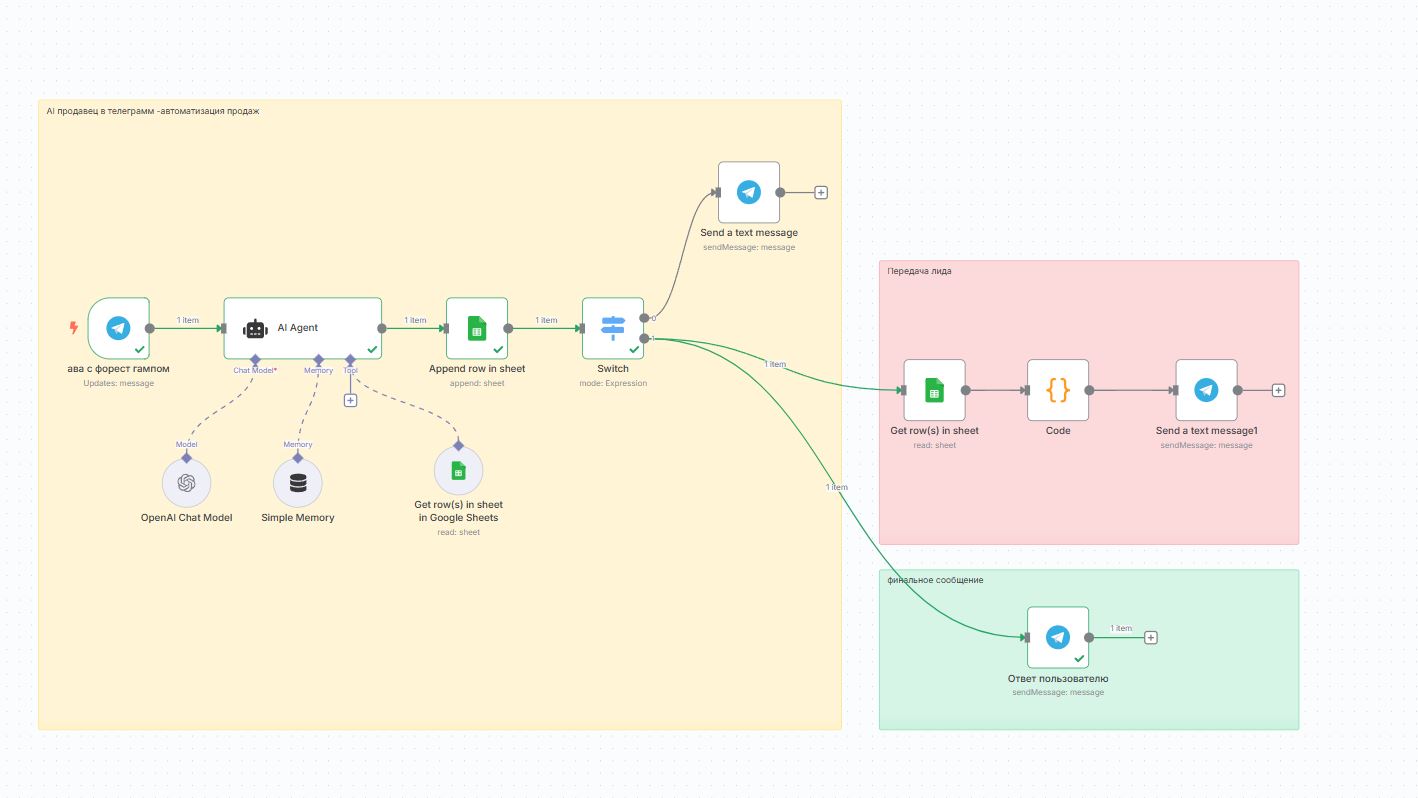 AI продавец в телеграмм -автоматизация продаж
Send a text message
sendMessage: message
Передача лида
1 item
1 item
1 item
AI Agent
0
1
ава с форест гампом
Updates: message
Chat Model*
Memory
Tool
Append row in sheet
append: sheet
Switch
mode: Expression
1 item
Get row(s) in sheet
read: sheet
Code
Send a text message1
sendMessage: message
Model
Memory
OpenAI Chat Model
Simple Memory
Get row(s) in sheet
in Google Sheets
read: sheet
1 item
финальное сообщение
1 item
Ответ пользователю
sendMessage: message